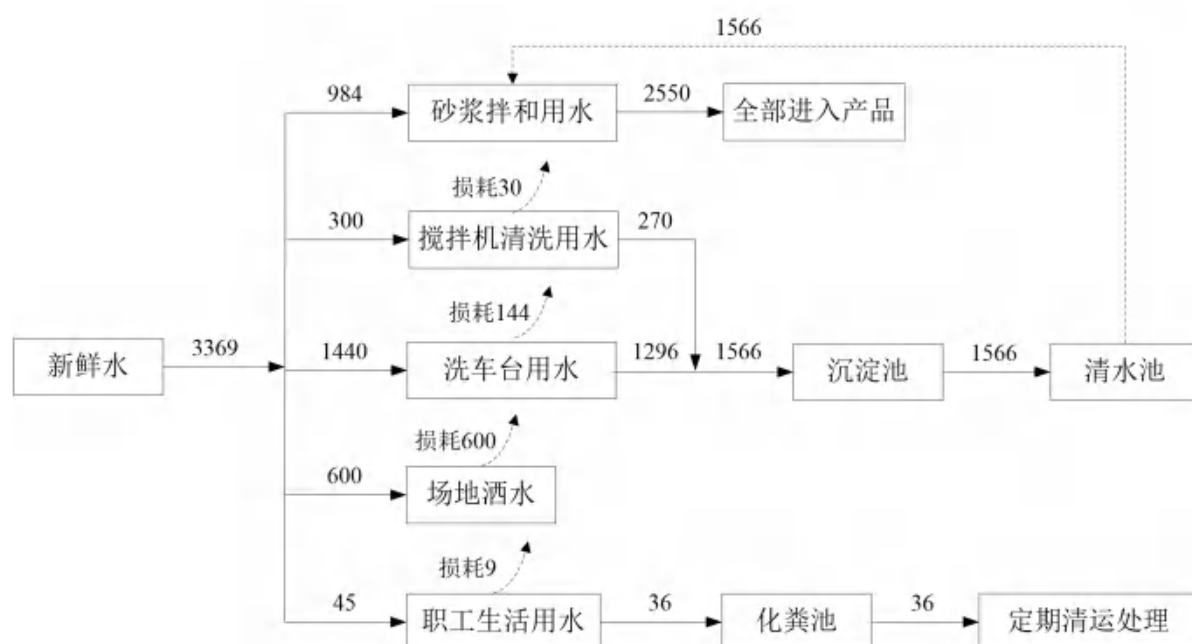 1566
984
砂浆拌和用水
2550
全部进入产品
损耗30
300
搅拌机清洗用水
270
损耗144
新鲜水
3369
1440
洗车台用水
1296
1566
沉淀池
1566
清水池
损耗600
600
场地洒水
损耗9
45
职工生活用水
36
化粪池
36
定期清运处理